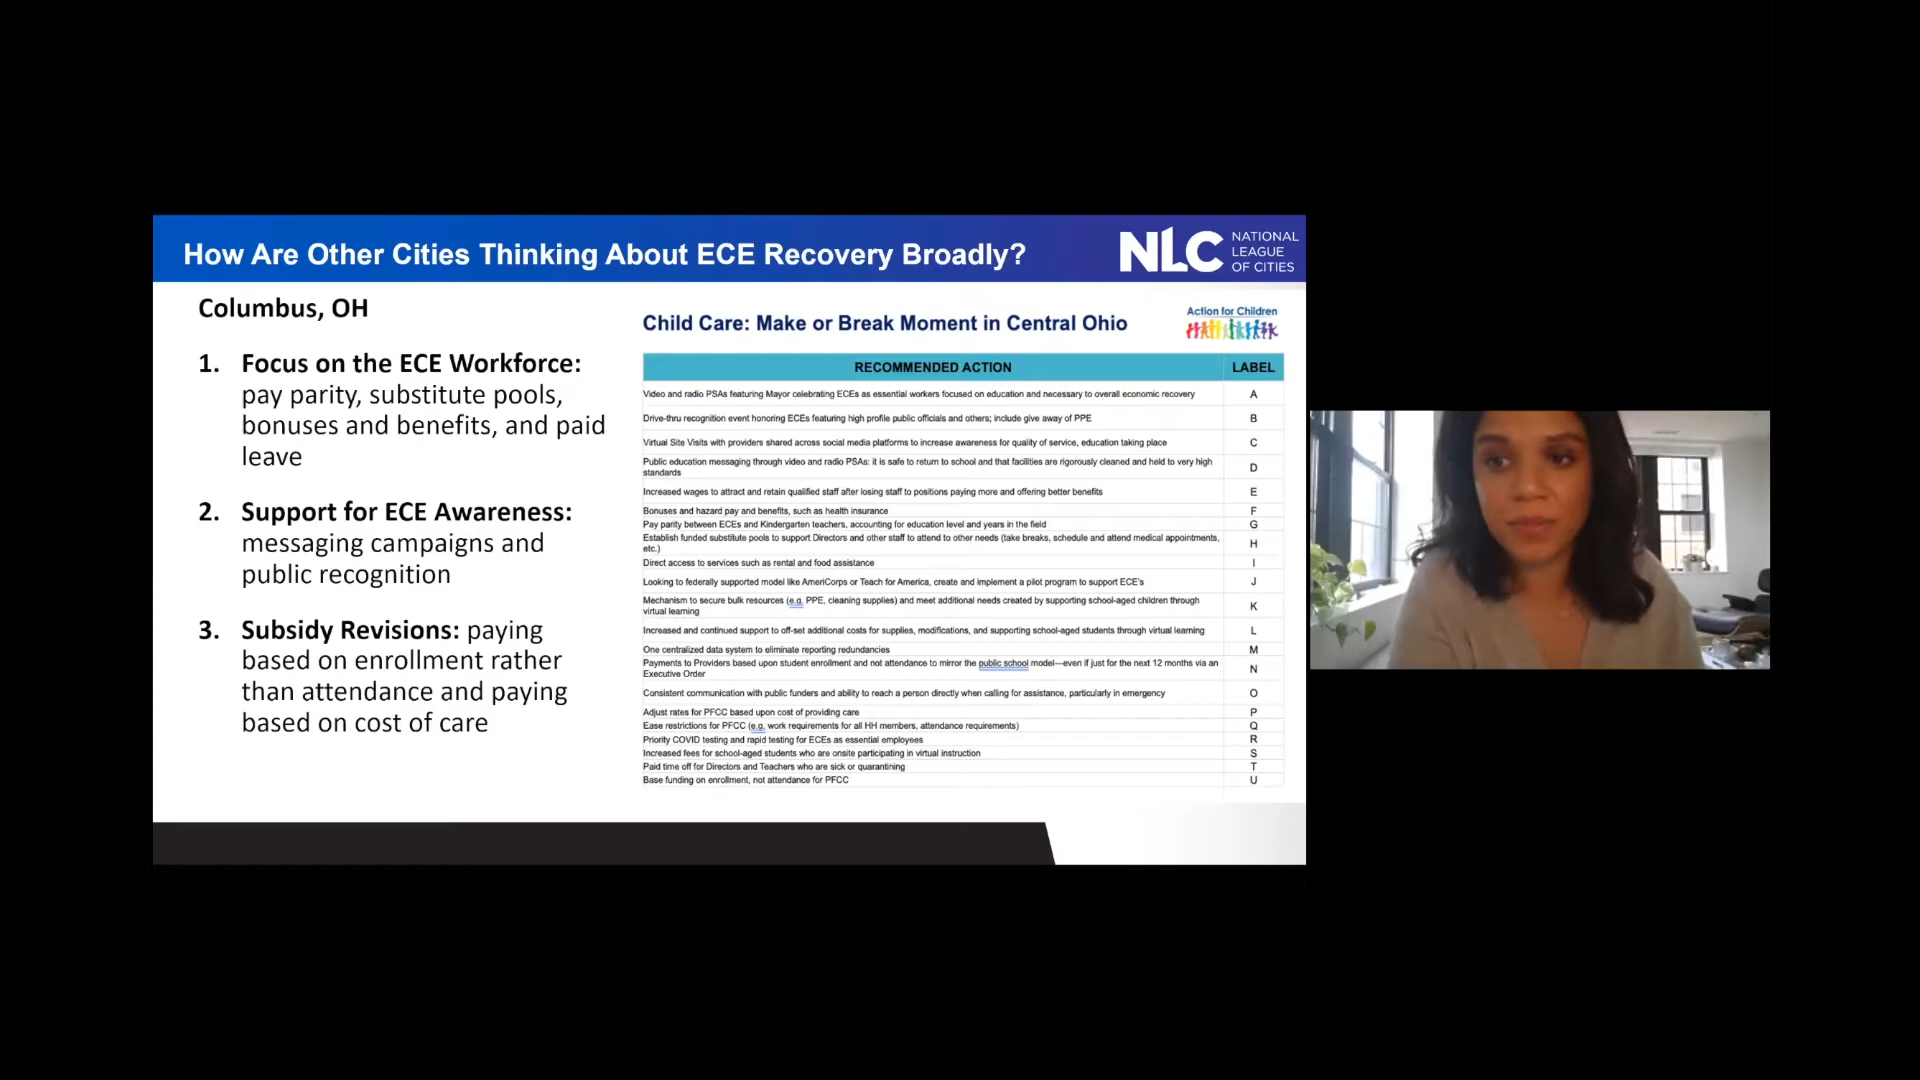 How Are Other Cities Thinking About ECE Recovery Broadly?
NLC NATIONAL
LEAGUE
OF CITIES
Columbus, OH
1. Focus on the ECE Workforce:
pay parity, substitute pools,
bonuses and benefits, and paid
leave
2. Support for ECE Awareness:
messaging campaigns and
public recognition
3. Subsidy Revisions: paying
based on enrollment rather
than attendance and paying
based on cost of care
Child Care: Make or Break Moment in Central Ohio
Action for Children
RECOMMENDED ACTION LABEL
Video and radio PSAs featuring Mayor celebrating ECEs as essential workers focused on education and necessary to overall economic recovery A
Drive-thru recognition event honoring ECEs featuring high profile public officials and others; include give away of PPE B
Virtual Site Visits with providers shared across social media platforms to increase awareness for quality of service, education taking place C
Public education messaging through video and radio PSAs: it is safe to return to school and that facilities are rigorously cleaned and held to very high
standards D
Increased wages to attract and retain qualified staff after losing staff to positions paying more and offering better benefits E
Bonuses and hazard pay and benefits, such as health insurance F
Pay parity between ECEs and Kindergarten teachers, accounting for education level and years in the field G
Establish funded substitute pools to support Directors and other staff to attend to other needs (take breaks, schedule and attend medical appointments,
etc.) H
Direct access to services such as rental and food assistance I
Looking to federally supported model like AmeriCorps or Teach for America, create and implement a pilot program to support ECE's J
Mechanism to secure bulk resources (e.g. PPE, cleaning supplies) and meet additional needs created by supporting school-aged children through
virtual learning K
Increased and continued support to off-set additional costs for supplies, modifications, and supporting school-aged students through virtual learning L
One centralized data system to eliminate reporting redundancies M
Payments to Providers based upon student enrollment and not attendance to mirror the public school model—even if just for the next 12 months via an
Executive Order N
Consistent communication with public funders and ability to reach a person directly when calling for assistance, particularly in emergency O
Adjust rates for PFCC based upon cost of providing care P
Ease restrictions for PFCC (e.g. work requirements for all HH members, attendance requirements) Q
Priority COVID testing and rapid testing for ECEs as essential employees R
Increased fees for school-aged students who are onsite participating in virtual instruction S
Paid time off for Directors and Teachers who are sick or quarantining T
Base funding on enrollment, not attendance for PFCC U